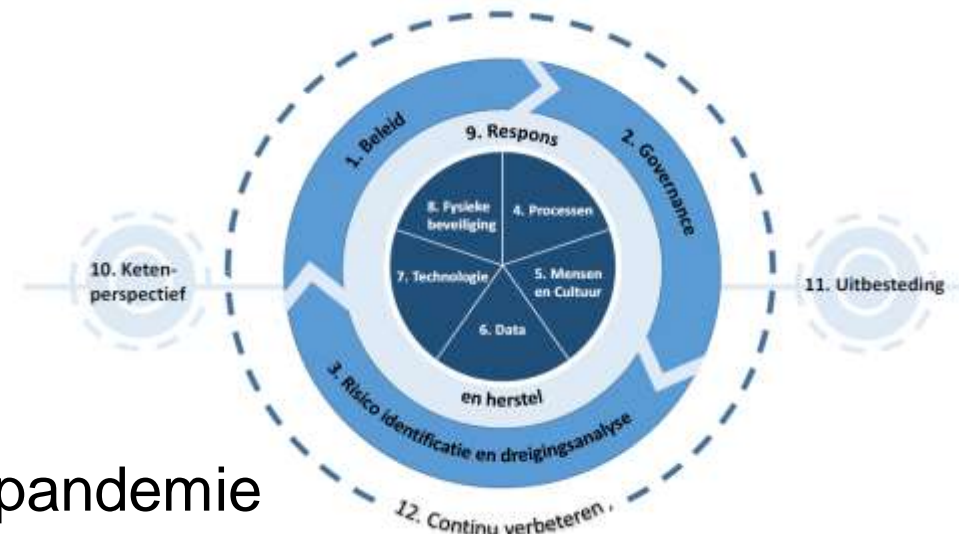 1. Beleid
2. Governance
9. Respons
8. Fysieke
beveiliging
4. Processen
7. Technologie
5. Mensen
en Cultuur
6. Data
10. Keten-
perspectief
11. Uitbesteding
en herstel
3. Risico identificatie en dreigingsanalyse
pandemie
12. Continu verbeteren